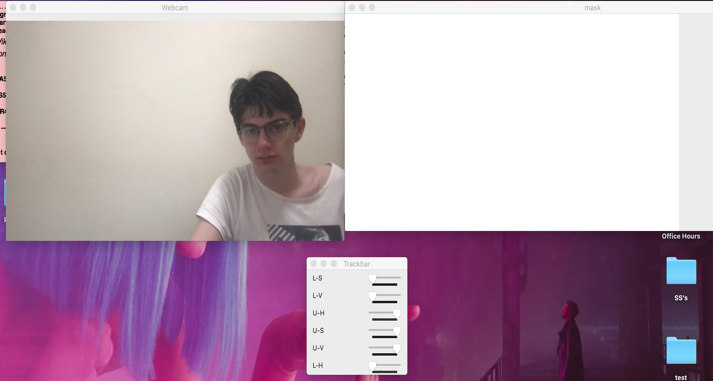 Webcam
mask
Trackbar
L-S
L-V
U-H
U-S
U-V
L-H
Office Hours
SS's
test